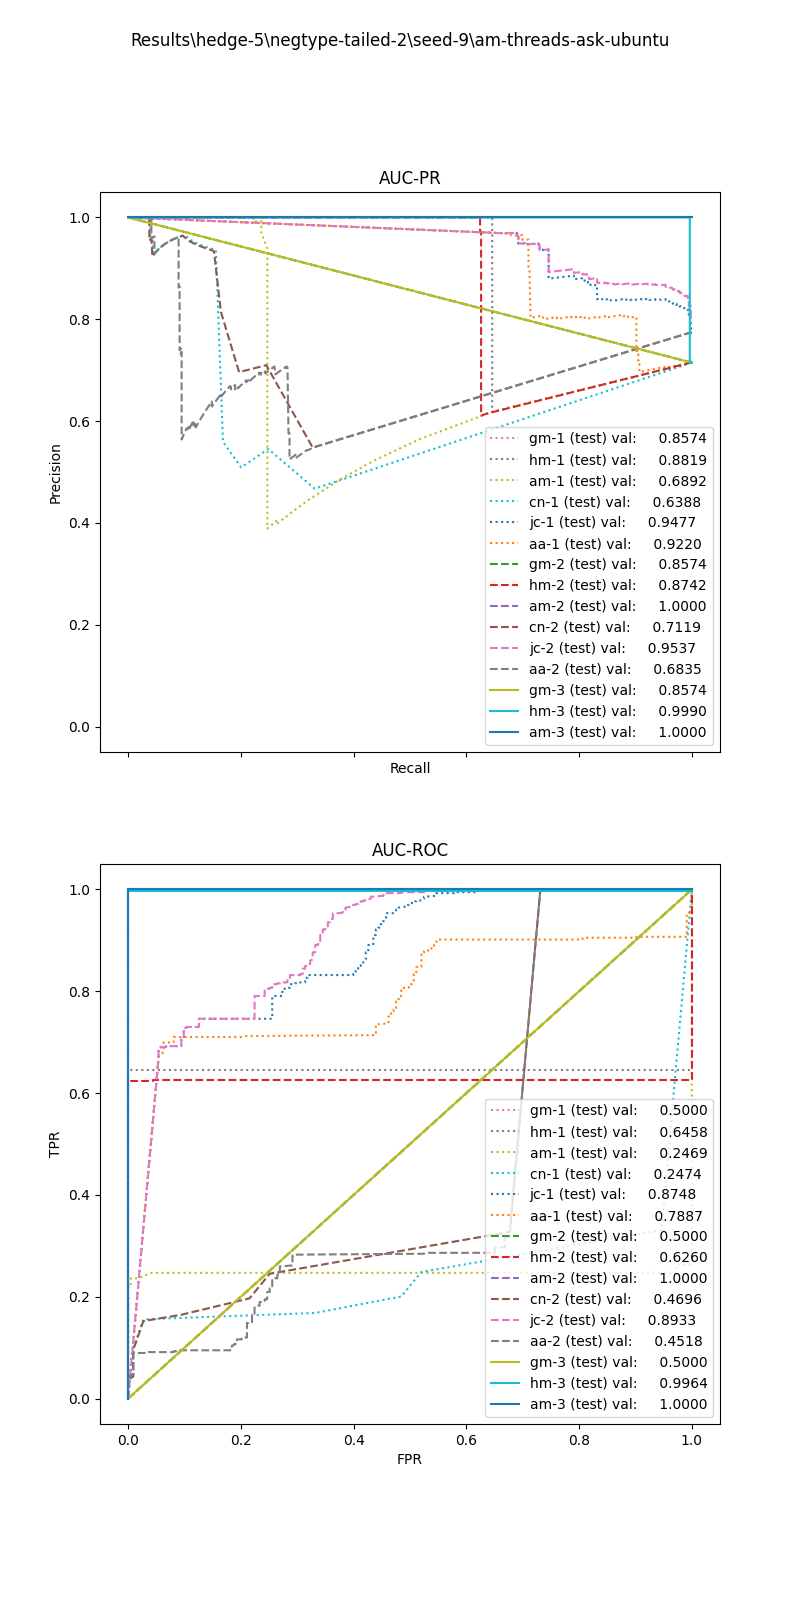 Results\hedge-5\negtype-tailed-2\seed-9\am-threads-ask-ubuntu
AUC-PR
1.0
0.8
0.6
0.4
0.2
0.0
Precision
Recall
gm-1 (test) val: 0.8574
hm-1 (test) val: 0.8819
am-1 (test) val: 0.6892
cn-1 (test) val: 0.6388
jc-1 (test) val: 0.9477
aa-1 (test) val: 0.9220
gm-2 (test) val: 0.8574
hm-2 (test) val: 0.8742
am-2 (test) val: 1.0000
cn-2 (test) val: 0.7119
jc-2 (test) val: 0.9537
aa-2 (test) val: 0.6835
gm-3 (test) val: 0.8574
hm-3 (test) val: 0.9990
am-3 (test) val: 1.0000
AUC-ROC
1.0
0.8
0.6
0.4
0.2
0.0
TPR
gm-1 (test) val: 0.5000
hm-1 (test) val: 0.6458
am-1 (test) val: 0.2469
cn-1 (test) val: 0.2474
jc-1 (test) val: 0.8748
aa-1 (test) val: 0.7887
gm-2 (test) val: 0.5000
hm-2 (test) val: 0.6260
am-2 (test) val: 1.0000
cn-2 (test) val: 0.4696
jc-2 (test) val: 0.8933
aa-2 (test) val: 0.4518
gm-3 (test) val: 0.5000
hm-3 (test) val: 0.9964
am-3 (test) val: 1.0000
0.0 0.2 0.4 0.6 0.8 1.0
FPR